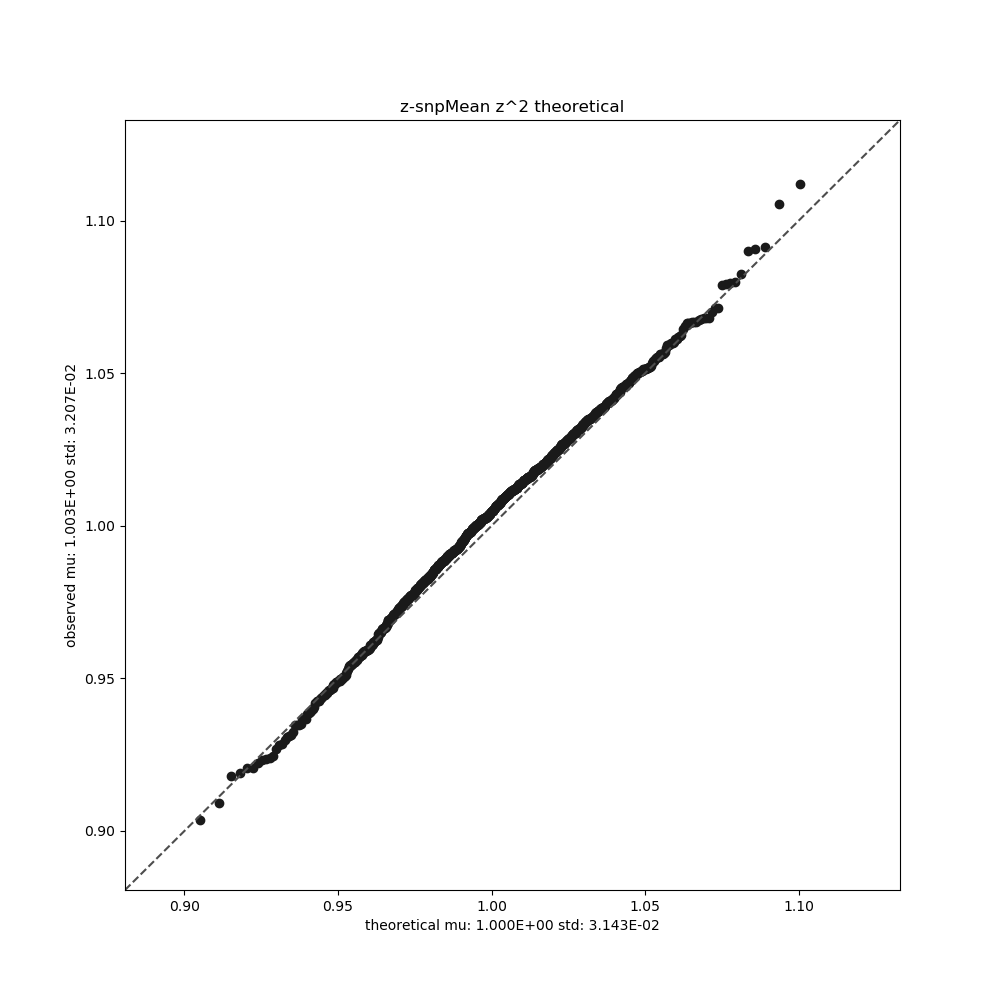 z-snpMean z^2 theoretical
observed mu: 1.003E+00 std: 3.207E-02
1.10
1.05
1.00
0.95
0.90
0.90 0.95 1.00 1.05 1.10
theoretical mu: 1.000E+00 std: 3.143E-02